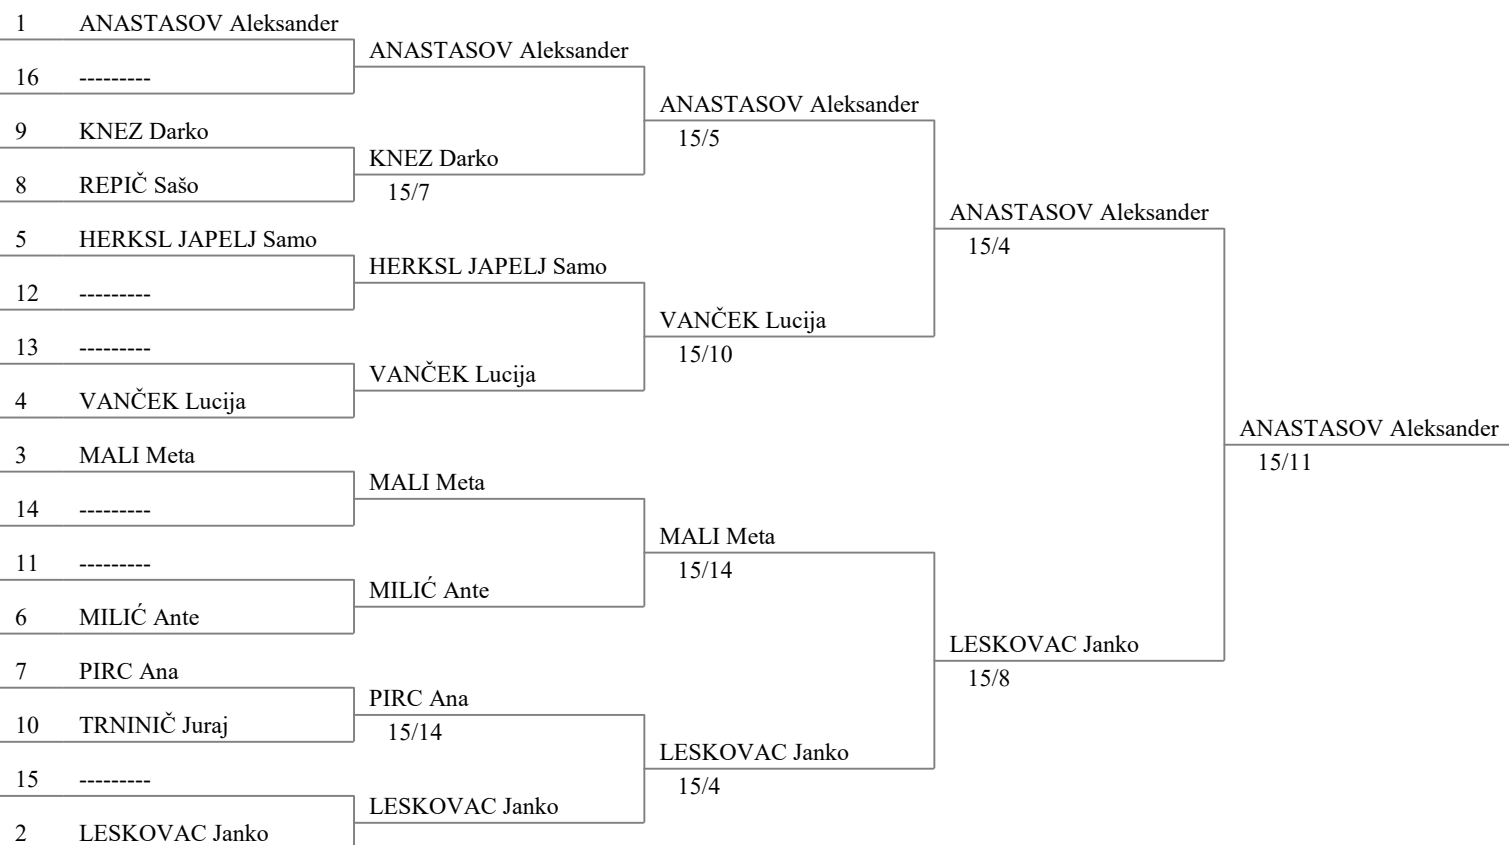 1 ANASTASOV Aleksander
16 ---------
9 KNEZ Darko
8 REPIČ Sašo
5 HERKSL JAPELJ Samo
12 ---------
13 ---------
4 VANČEK Lucija
3 MALI Meta
14 ---------
11 ---------
6 MILIĆ Ante
7 PIRC Ana
10 TRNINIČ Juraj
15 ---------
2 LESKOVAC Janko
ANASTASOV Aleksander
KNEZ Darko
15/7
HERKSL JAPELJ Samo
VANČEK Lucija
MALI Meta
MILIĆ Ante
PIRC Ana
15/14
LESKOVAC Janko
ANASTASOV Aleksander
15/5
VANČEK Lucija
15/10
MALI Meta
15/14
LESKOVAC Janko
15/4
ANASTASOV Aleksander
15/4
LESKOVAC Janko
15/8
ANASTASOV Aleksander
15/11